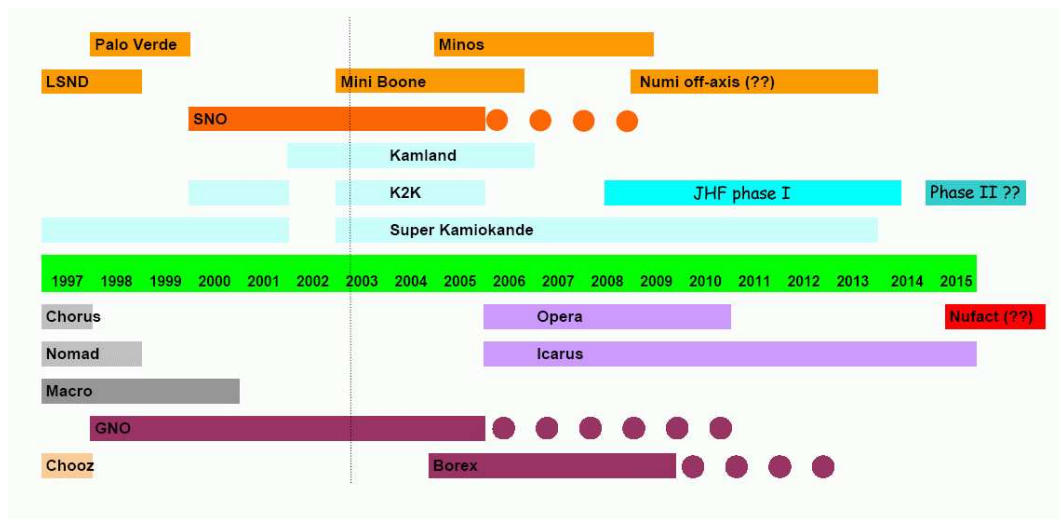 Palo Verde Minos
LSND Mini Boone Numi off-axis (??)
SNO
Kamland
K2K JHF phase I Phase II ??
Super Kamiokande
1997 1998 1999 2000 2001 2002 2003 2004 2005 2006 2007 2008 2009 2010 2011 2012 2013 2014 2015
Chorus Opera Nufact (??)
Nomad Icarus
Macro
GNO
Chooz Borex